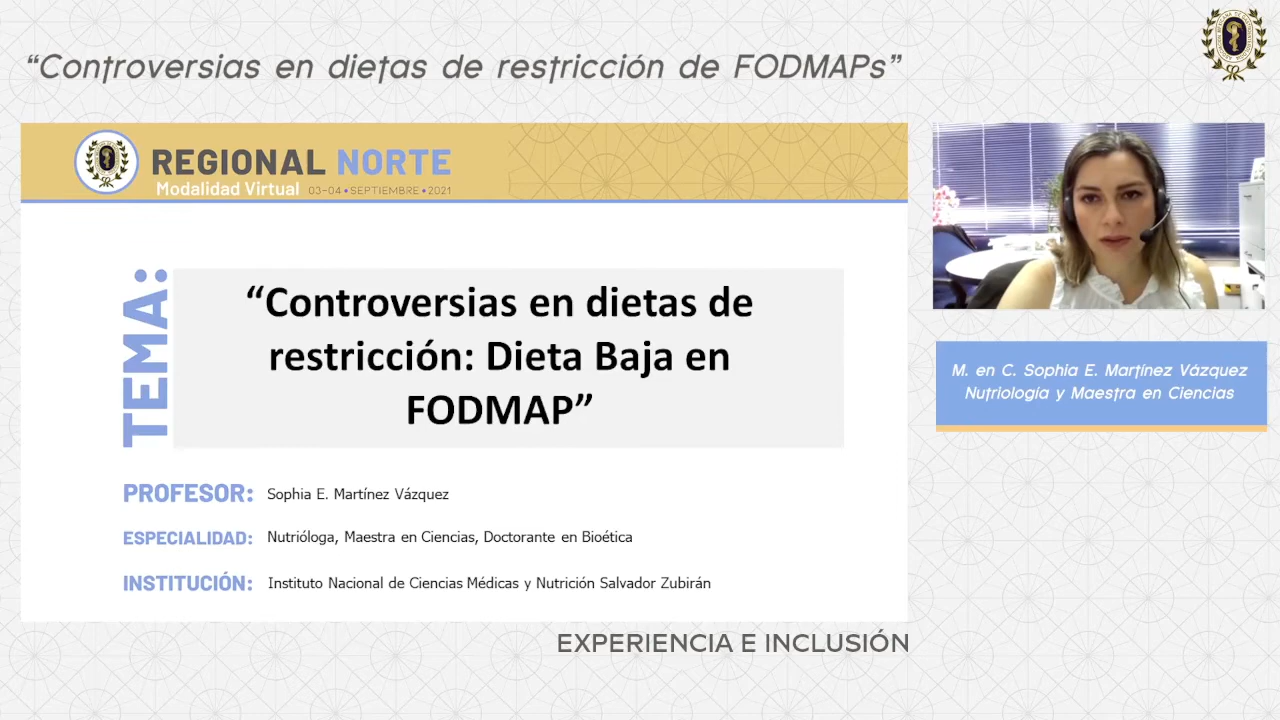 “Controversias en dietas de restricción de FODMAPs”
REGIONAL NORTE
Modalidad Virtual 03-04 • SEPTIEMBRE • 2021
TEMA:
“Controversias en dietas de
restricción: Dieta Baja en
FODMAP”
PROFESOR: Sophia E. Martínez Vázquez
ESPECIALIDAD: Nutrióloga, Maestra en Ciencias, Doctorante en Bioética
INSTITUCIÓN: Instituto Nacional de Ciencias Médicas y Nutrición Salvador Zubirán
M. en C. Sophia E. Martínez Vázquez
Nutriología y Maestra en Ciencias
EXPERIENCIA E INCLUSIÓN